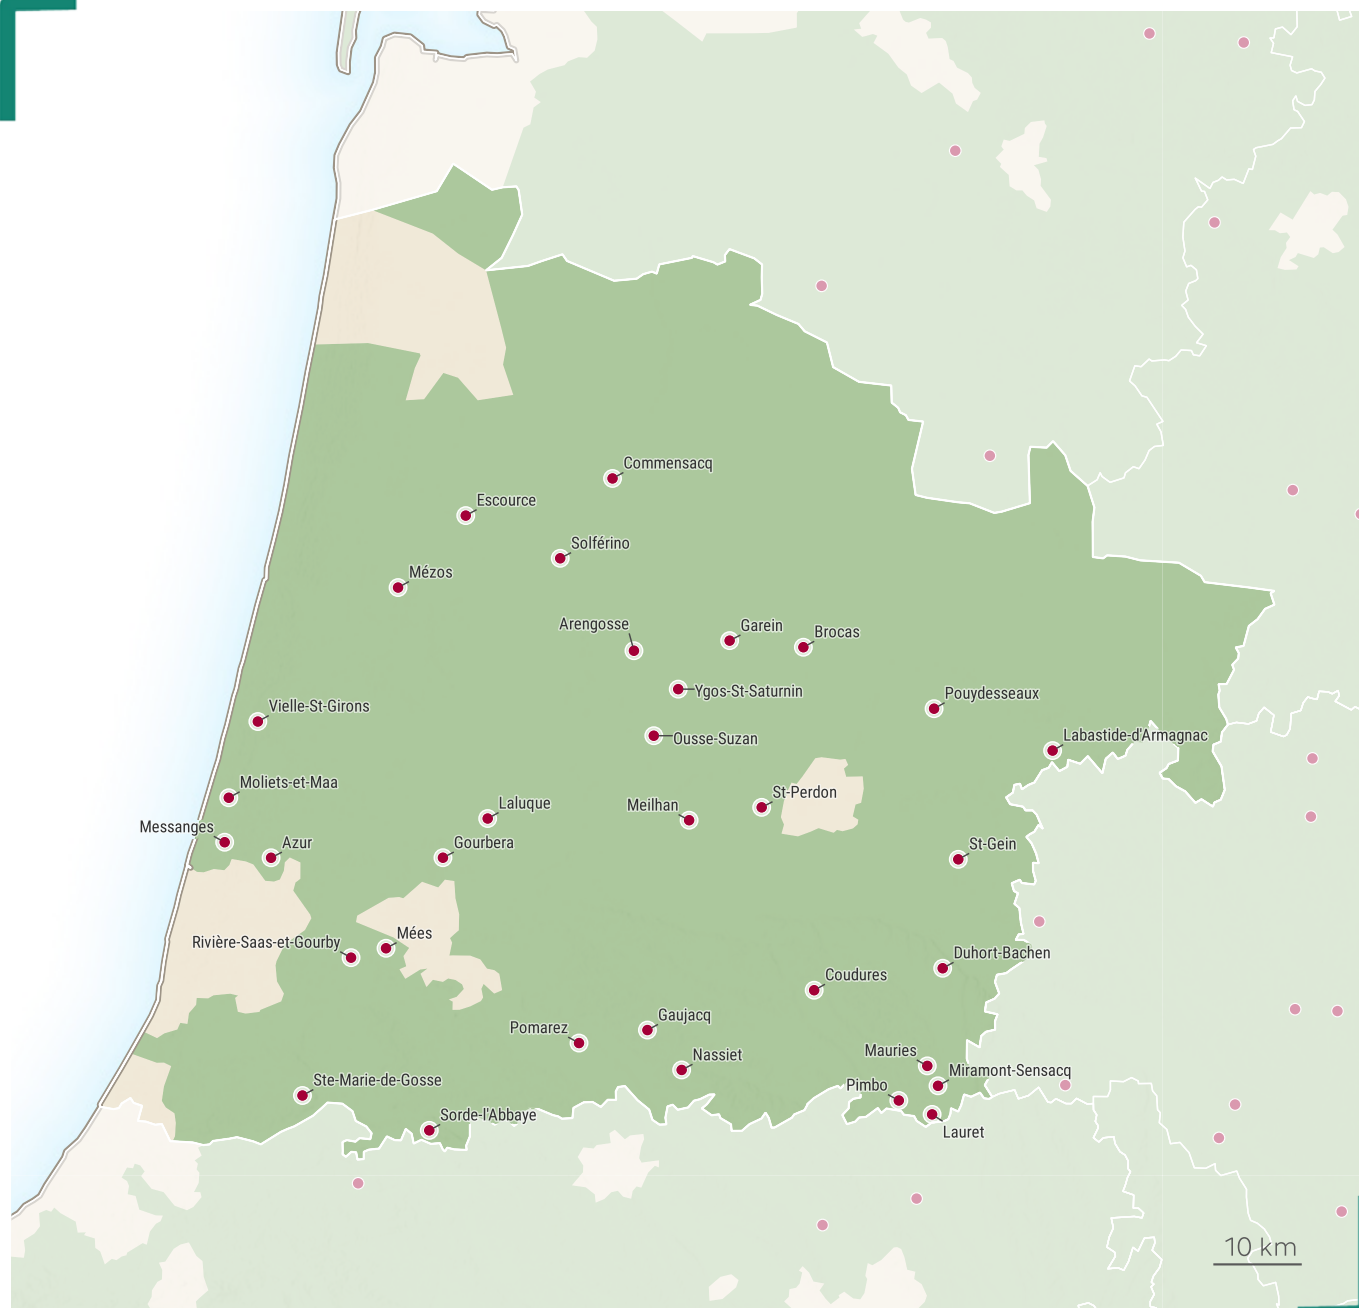 Commensacq
Escource
Solférino
Mézos
Arengosse
Garein
Brocas
Ygos-St-Saturnin
Pouydesseaux
Vielle-St-Girons
Ousse-Suzan
Labastide-d'Armagnac
Moliets-et-Maa
St-Perdon
Laluque
Meilhan
Messanges
Azur
Gourbera
St-Gein
Mées
Rivière-Saas-et-Gourby
Duhort-Bachen
Coudures
Gaujacq
Pomarez
Mauries
Nassiet
Miramont-Sensacq
Ste-Marie-de-Gosse
Pimbo
Sorde-l'Abbaye
Lauret
10 km